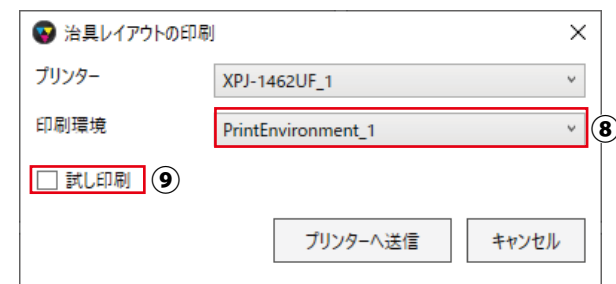 治具レイアウトの印刷
プリンター XPJ-1462UF_1
印刷環境 PrintEnvironment_1 ⑧
試し印刷 ⑨
プリンターへ送信 キャンセル